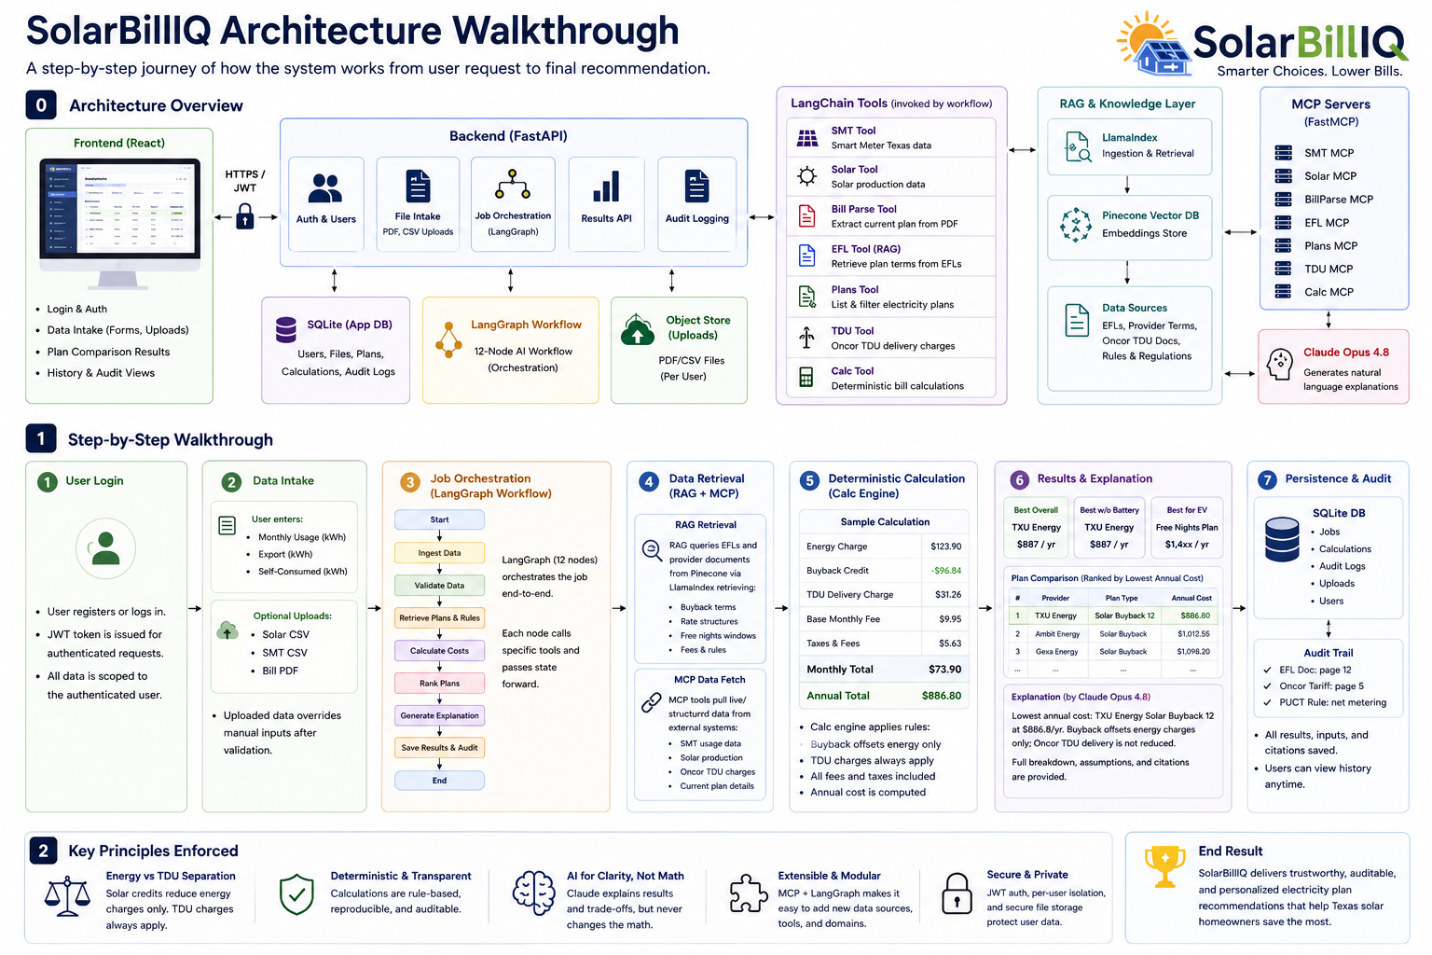 SolarBillIQ Architecture Walkthrough
A step-by-step journey of how the system works from user request to final recommendation.
SolarBillIQ
Smarter Choices. Lower Bills.
0 Architecture Overview
Frontend (React)
Login & Auth
Data Intake (Forms, Uploads)
Plan Comparison Results
History & Audit Views
HTTPS /
JWT
Backend (FastAPI)
Auth & Users
File Intake
PDF, CSV Uploads
Job Orchestration
(LangGraph)
Results API
Audit Logging
SQLite (App DB)
Users, Files, Plans,
Calculations, Audit Logs
LangGraph Workflow
12-Node AI Workflow
(Orchestration)
Object Store
(Uploads)
PDF/CSV Files
(Per User)
LangChain Tools (invoked by workflow)
SMT Tool
Smart Meter Texas data
Solar Tool
Solar production data
Bill Parse Tool
Extract current plan from PDF
EFL Tool (RAG)
Retrieve plan terms from EFLs
Plans Tool
List & filter electricity plans
TDU Tool
Oncor TDU delivery charges
Calc Tool
Deterministic bill calculations
RAG & Knowledge Layer
LlamaIndex
Ingestion & Retrieval
Pinecone Vector DB
Embeddings Store
Data Sources
EFLs, Provider Terms,
Oncor TDU Docs,
Rules & Regulations
MCP Servers
(FastMCP)
SMT MCP
Solar MCP
BillParse MCP
EFL MCP
Plans MCP
TDU MCP
Calc MCP
Claude Opus 4.8
Generates natural
language explanations
1 Step-by-Step Walkthrough
1 User Login
User registers or logs in.
JWT token is issued for
authenticated requests.
All data is scoped to
the authenticated user.
2 Data Intake
User enters:
Monthly Usage (kWh)
Export (kWh)
Self-Consumed (kWh)
Optional Uploads:
Solar CSV
SMT CSV
Bill PDF
Uploaded data overrides
manual inputs after
validation.
3 Job Orchestration
(LangGraph Workflow)
Start
Ingest Data
Validate Data
Retrieve Plans & Rules
Calculate Costs
Rank Plans
Generate Explanation
Save Results & Audit
End
LangGraph (12 nodes)
orchestrates the job
end-to-end.
Each node calls
specific tools and
passes state
forward.
4 Data Retrieval
(RAG + MCP)
RAG Retrieval
RAG queries EFLs and
provider documents
from Pinecone via
LlamaIndex retrieving:
Buyback terms
Rate structures
Free nights windows
Fees & rules
MCP Data Fetch
MCP tools pull live/
structurrd data from
external systems:
SMT usage data
Solar production
Oncor TDU charges
Current plan details
5 Deterministic Calculation
(Calc Engine)
Sample Calculation
Energy Charge $123.90
Buyback Credit -$96.84
TDU Delivery Charge $31.26
Base Monthly Fee $9.95
Taxes & Fees $5.63
Monthly Total $73.90
Annual Total $886.80
Calc engine applies rules:
Buyback offsets energy only
TDU charges always apply
All fees and taxes included
Annual cost is computed
6 Results & Explanation
Best Overall
TXU Energy
$887 / yr
Best w/o Battery
TXU Energy
$887 / yr
Best for EV
Free Nights Plan
$1,4xx / yr
Plan Comparison (Ranked by Lowest Annual Cost)
# Provider Plan Type Annual Cost
1 TXU Energy Solar Buyback 12 $886.80
2 Ambit Energy Solar Buyback $1,012.55
3 Gexa Energy Solar Buyback $1,098.20
... ... ... ...
Explanation (by Claude Opus 4.8)
Lowest annual cost: TXU Energy Solar Buyback 12
at $886.8/yr. Buyback offsets energy charges
only; Oncor TDU delivery is not reduced.
Full breakdown, assumptions, and citations
are provided.
7 Persistence & Audit
SQLite DB
Jobs
Calculations
Audit Logs
Uploads
Users
Audit Trail
EFL Doc: page 12
Oncor Tariff: page 5
PUCT Rule: net metering
All results, inputs, and
citations saved.
Users can view history
anytime.
2 Key Principles Enforced
Energy vs TDU Separation
Solar credits reduce energy
charges only. TDU charges
always apply.
Deterministic & Transparent
Calculations are rule-based,
reproducible, and auditable.
AI for Clarity, Not Math
Claude explains results
and trade-offs, but never
changes the math.
Extensible & Modular
MCP + LangGraph makes it
easy to add new data sources,
tools, and domains.
Secure & Private
JWT auth, per-user isolation,
and secure file storage
protect user data.
End Result
SolarBillIQ delivers trustworthy, auditable,
and personalized electricity plan
recommendations that help Texas solar
homeowners save the most.